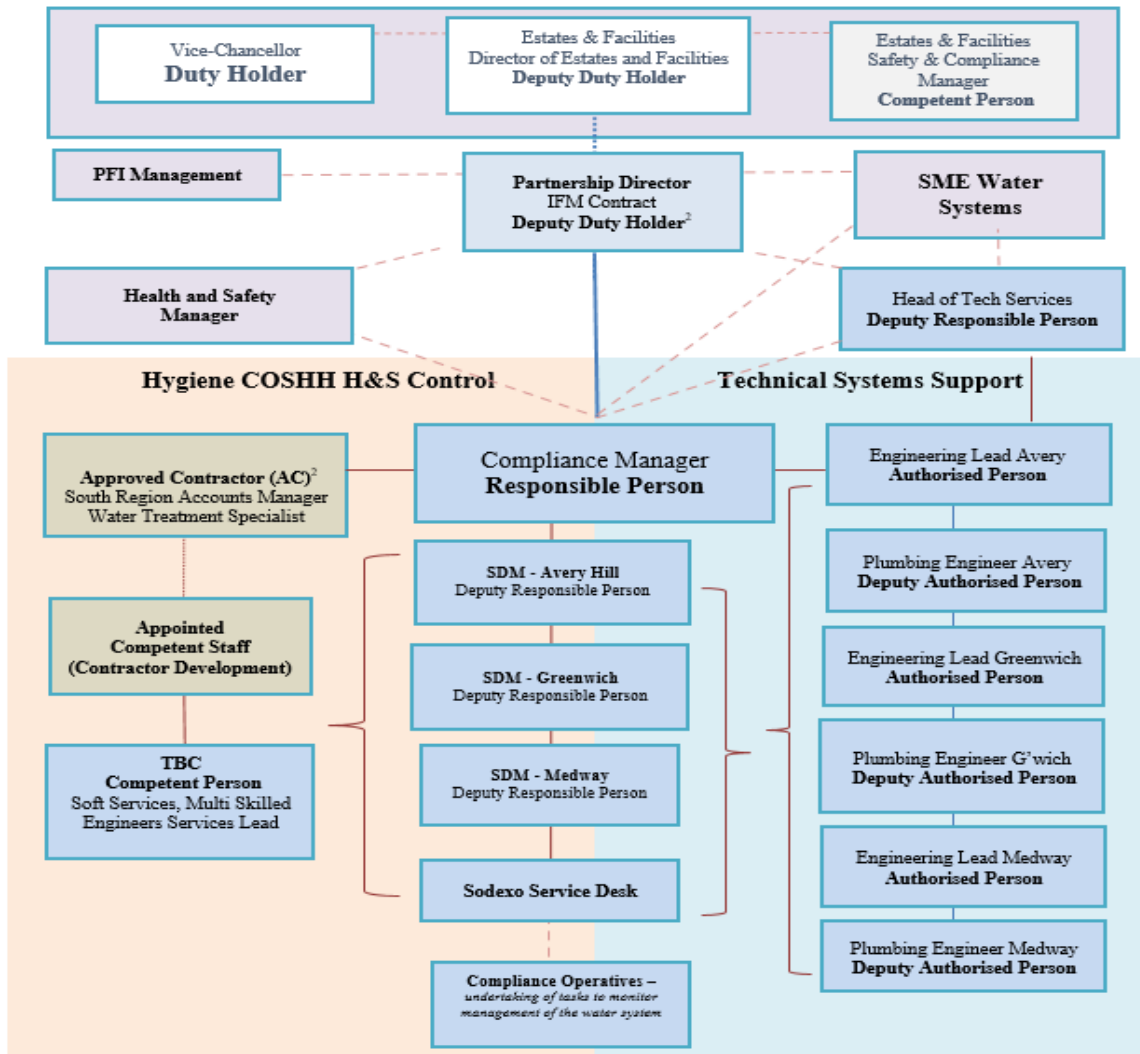 Vice-Chancellor
Duty Holder
Estates & Facilities
Director of Estates and Facilities
Deputy Duty Holder
Estates & Facilities
Safety & Compliance
Manager
Competent Person
PFI Management
Partnership Director
IFM Contract
Deputy Duty Holder²
SME Water
Systems
Health and Safety
Manager
Head of Tech Services
Deputy Responsible Person
Hygiene COSHH H&S Control
Technical Systems Support
Approved Contractor (AC)²
South Region Accounts Manager
Water Treatment Specialist
Compliance Manager
Responsible Person
Engineering Lead Avery
Authorised Person
SDM - Avery Hill
Deputy Responsible Person
Plumbing Engineer Avery
Deputy Authorised Person
Appointed
Competent Staff
(Contractor Development)
SDM - Greenwich
Deputy Responsible Person
Engineering Lead Greenwich
Authorised Person
TBC
Competent Person
Soft Services, Multi Skilled
Engineers Services Lead
SDM - Medway
Deputy Responsible Person
Plumbing Engineer G'wich
Deputy Authorised Person
Engineering Lead Medway
Authorised Person
Sodexo Service Desk
Plumbing Engineer Medway
Deputy Authorised Person
Compliance Operatives –
undertaking of tasks to monitor
management of the water system